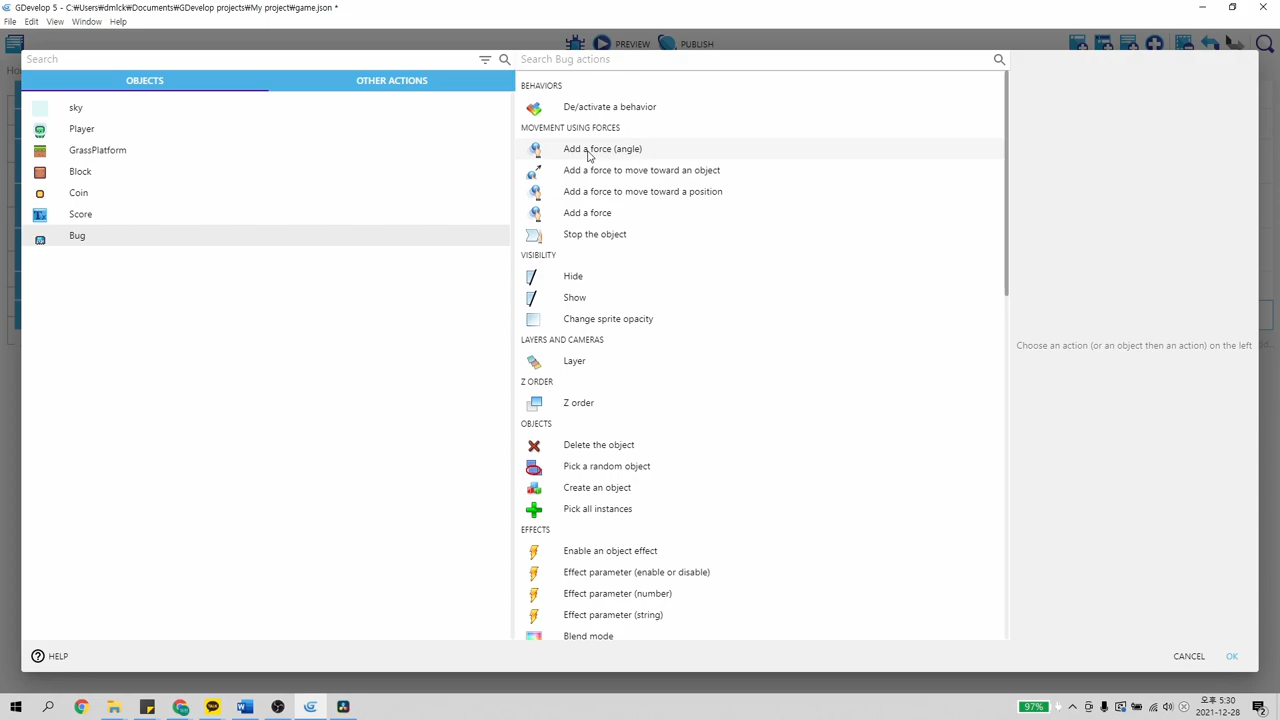 GDevelop 5 - C:₩Users₩dmlck₩Documents₩GDevelop projects₩My project₩game.json *
File Edit View Window Help
PREVIEW PUBLISH
Search
Search Bug actions
OBJECTS
OTHER ACTIONS
sky
Player
GrassPlatform
Block
Coin
Score
Bug
BEHAVIORS
De/activate a behavior
MOVEMENT USING FORCES
Add a force (angle)
Add a force to move toward an object
Add a force to move toward a position
Add a force
Stop the object
VISIBILITY
Hide
Show
Change sprite opacity
LAYERS AND CAMERAS
Layer
Z ORDER
Z order
OBJECTS
Delete the object
Pick a random object
Create an object
Pick all instances
EFFECTS
Enable an object effect
Effect parameter (enable or disable)
Effect parameter (number)
Effect parameter (string)
Blend mode
Choose an action (or an object then an action) on the left
HELP
CANCEL OK
97%
오후 5:30
2021-12-28